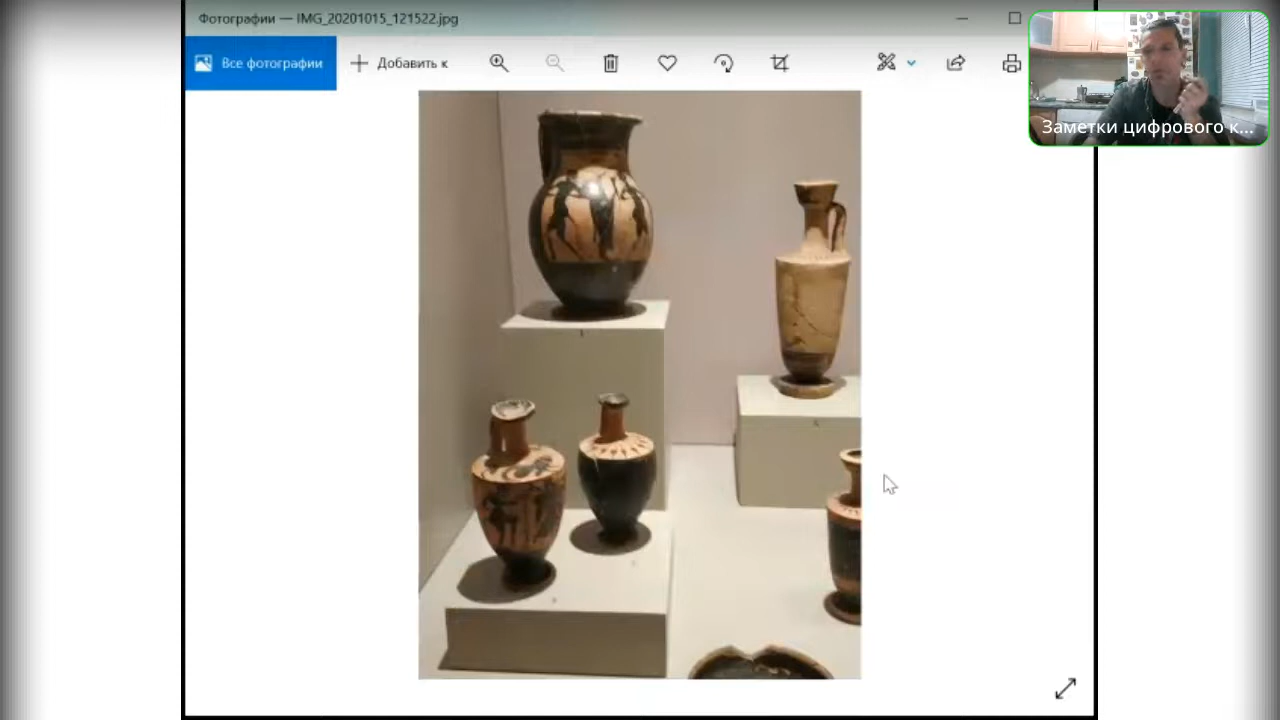 Фотографии — IMG_20201015_121522.jpg
Все фотографии
Добавить к
Заметки цифрового к...